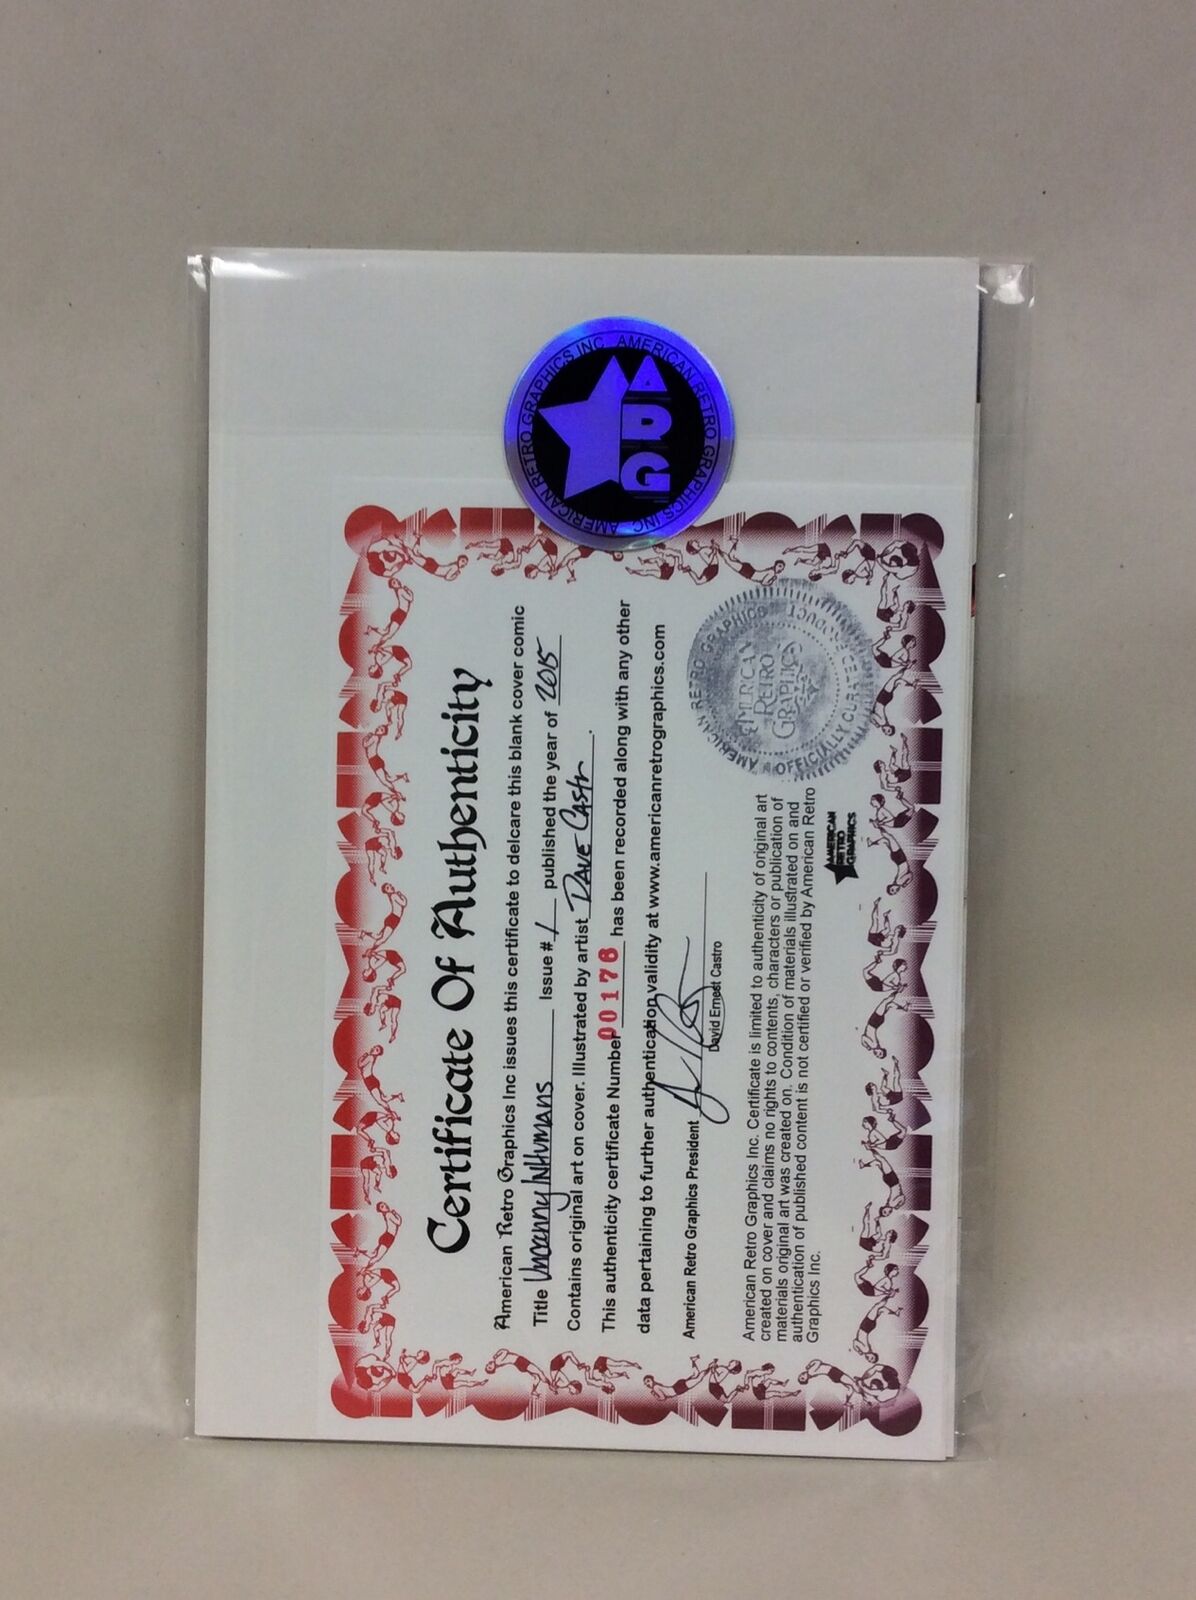 AMERICAN RETRO GRAPHICS INC. AMERICAN RETRO GRAPHICS INC.
ARG
Certificate Of Authenticity
American Retro Graphics Inc issues this certificate to delcare this blank cover comic
Title Uncanny INHUMANS Issue # 1 published the year of 2015
Contains original art on cover. Illustrated by artist DAVE CASTRO.
This authenticity certificate Number 00176 has been recorded along with any other
data pertaining to further authentication validity at www.americanretrographics.com
American Retro Graphics President
David Ernest Castro
AMERICAN RETRO GRAPHICS
OFFICIALLY CURATED PRODUCT
AMERICAN
RETRO
GRAPHICS
American Retro Graphics Inc. Certificate is limited to authenticity of original art
created on cover and claims no rights to contents, characters or publication of
materials original art was created on. Condition of materials illustrated on and
authentication of published content is not certified or verified by American Retro
Graphics Inc.
AMERICAN
RETRO
GRAPHICS